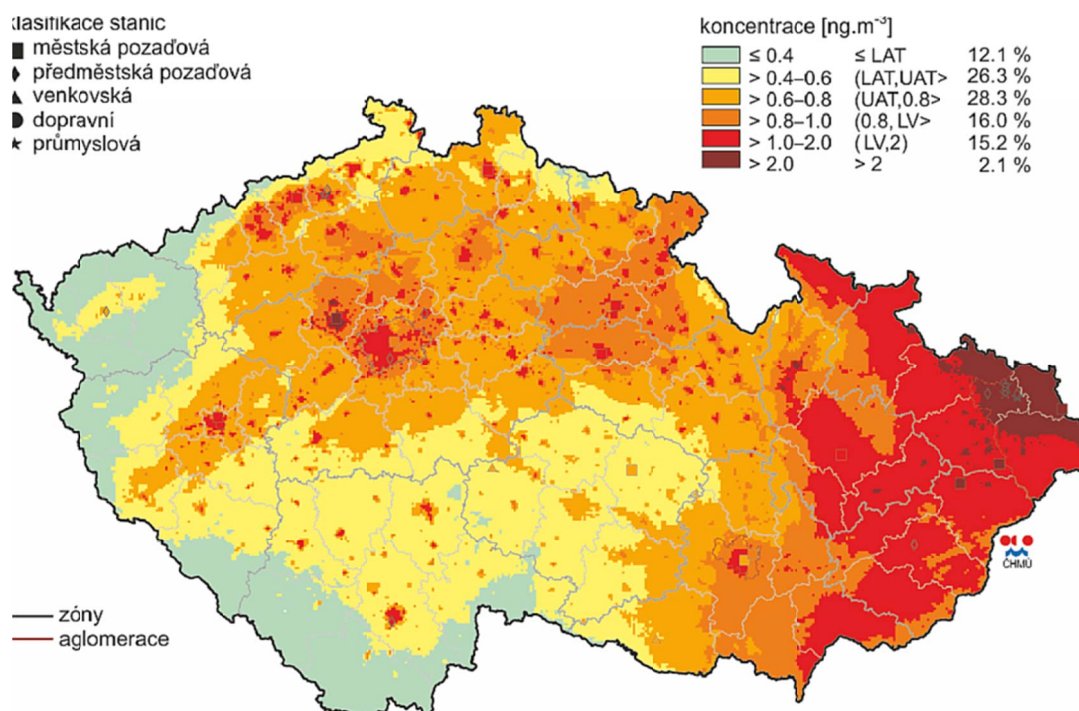 klasifikace stanic
městská pozaďová
předměstská pozaďová
venkovská
dopravní
průmyslová
koncentrace [ng.m⁻³]
≤ 0.4 ≤ LAT 12.1 %
> 0.4–0.6 (LAT,UAT> 26.3 %
> 0.6–0.8 (UAT,0.8> 28.3 %
> 0.8–1.0 (0.8, LV> 16.0 %
> 1.0–2.0 (LV,2) 15.2 %
> 2.0 > 2 2.1 %
ČHMÚ
zóny
aglomerace